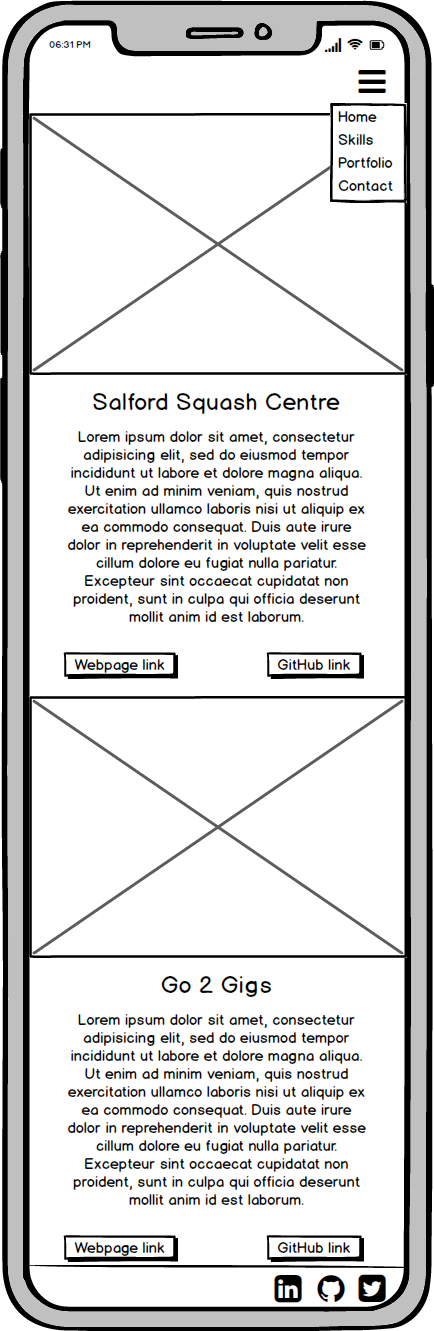 06:31 PM
Home
Skills
Portfolio
Contact
Salford Squash Centre
Lorem ipsum dolor sit amet, consectetur
adipisicing elit, sed do eiusmod tempor
incididunt ut labore et dolore magna aliqua.
Ut enim ad minim veniam, quis nostrud
exercitation ullamco laboris nisi ut aliquip ex
ea commodo consequat. Duis aute irure
dolor in reprehenderit in voluptate velit esse
cillum dolore eu fugiat nulla pariatur.
Excepteur sint occaecat cupidatat non
proident, sunt in culpa qui officia deserunt
mollit anim id est laborum.
Webpage link
GitHub link
Go 2 Gigs
Lorem ipsum dolor sit amet, consectetur
adipisicing elit, sed do eiusmod tempor
incididunt ut labore et dolore magna aliqua.
Ut enim ad minim veniam, quis nostrud
exercitation ullamco laboris nisi ut aliquip ex
ea commodo consequat. Duis aute irure
dolor in reprehenderit in voluptate velit esse
cillum dolore eu fugiat nulla pariatur.
Excepteur sint occaecat cupidatat non
proident, sunt in culpa qui officia deserunt
mollit anim id est laborum.
Webpage link
GitHub link
in